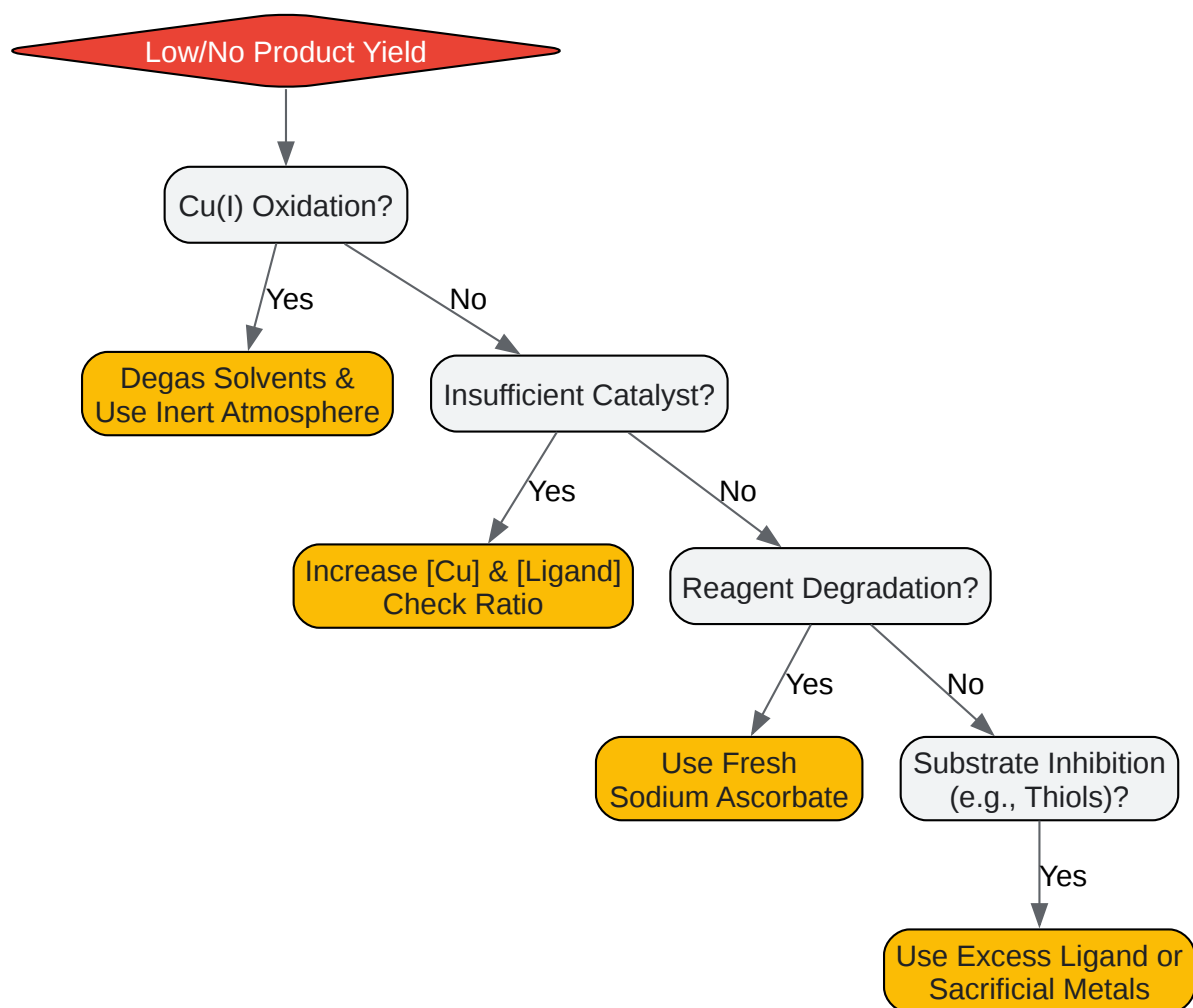 Low/No Product Yield
Cu(I) Oxidation?
Yes
No
Degas Solvents &
Use Inert Atmosphere
Insufficient Catalyst?
Yes
No
Increase [Cu] & [Ligand]
Check Ratio
Reagent Degradation?
Yes
No
Use Fresh
Sodium Ascorbate
Substrate Inhibition
(e.g., Thiols)?
Yes
Use Excess Ligand or
Sacrificial Metals